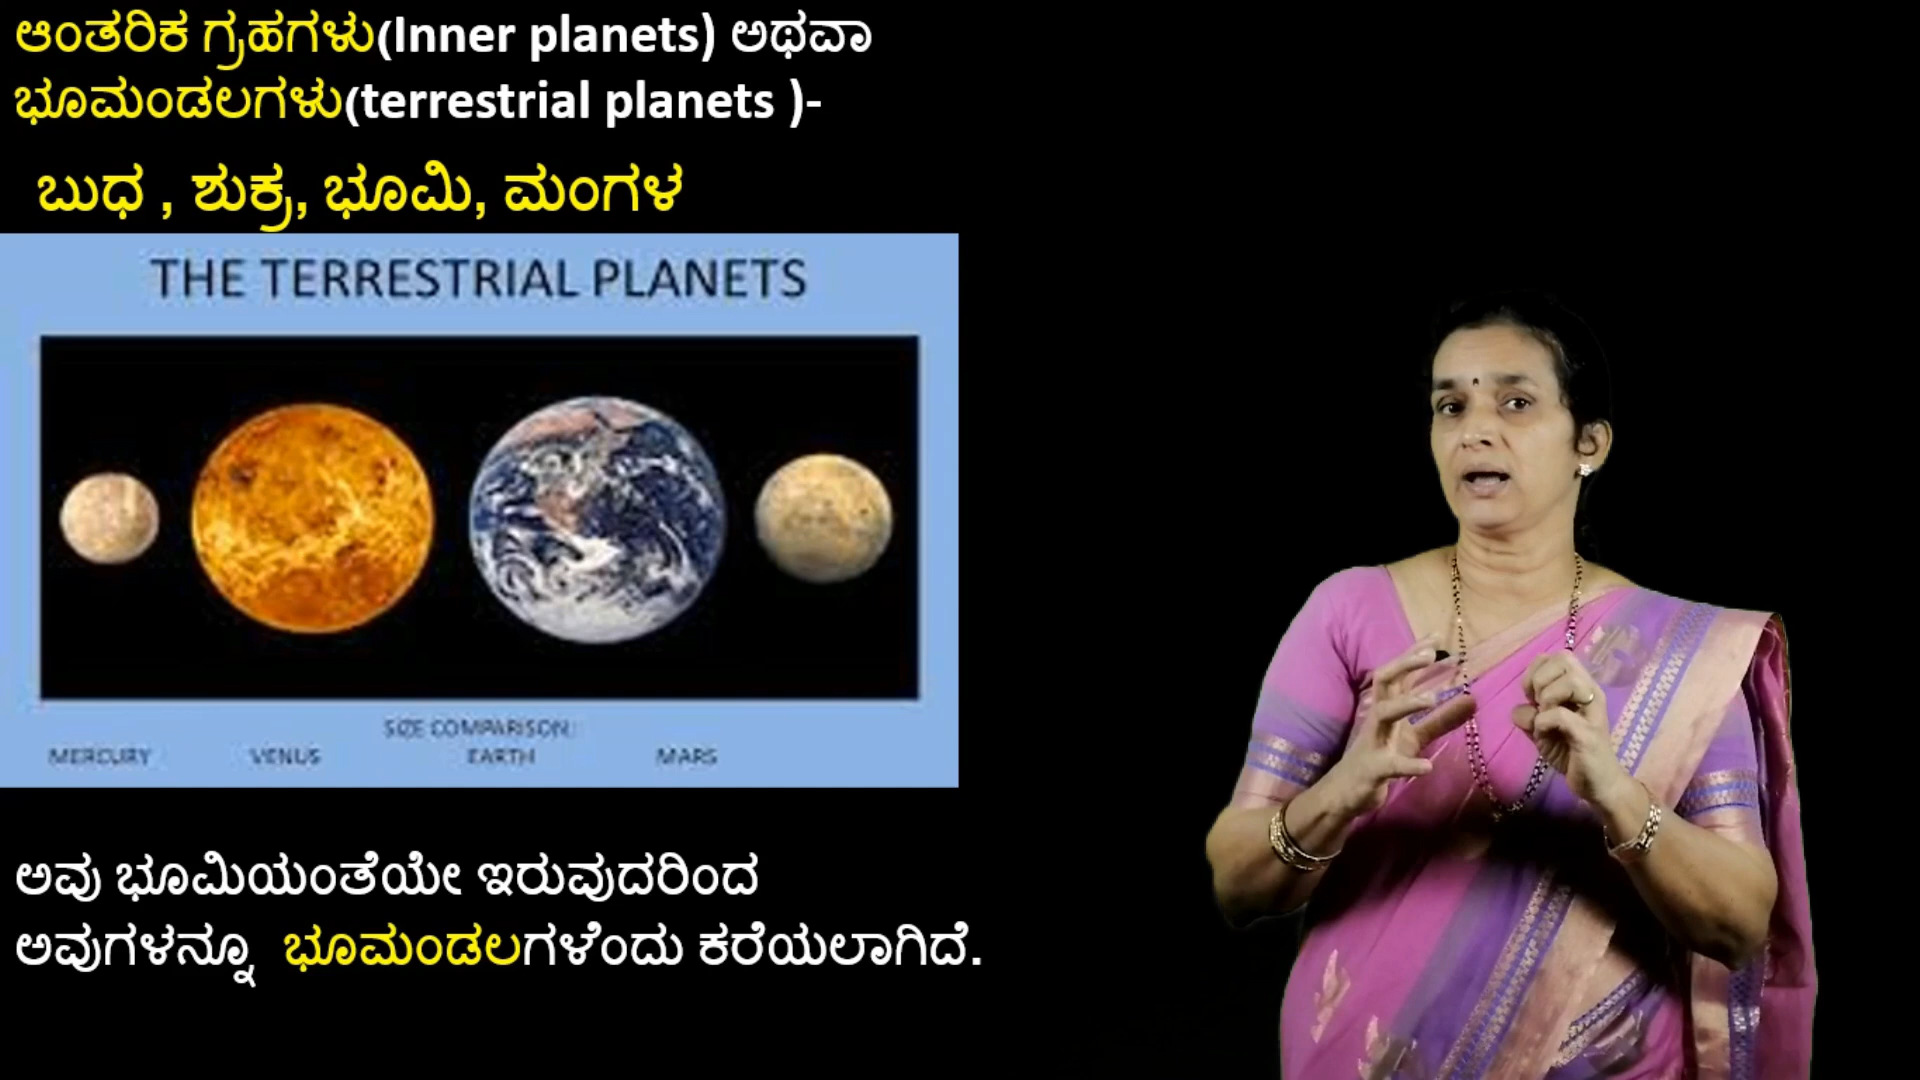 ಆಂತರಿಕ ಗ್ರಹಗಳು(Inner planets) ಅಥವಾ
ಭೂಮಂಡಲಗಳು(terrestrial planets )-
ಬುಧ , ಶುಕ್ರ, ಭೂಮಿ, ಮಂಗಳ
THE TERRESTRIAL PLANETS
SIZE COMPARISON:
MERCURY VENUS EARTH MARS
ಅವು ಭೂಮಿಯಂತೆಯೇ ಇರುವುದರಿಂದ
ಅವುಗಳನ್ನೂ ಭೂಮಂಡಲಗಳೆಂದು ಕರೆಯಲಾಗಿದೆ.